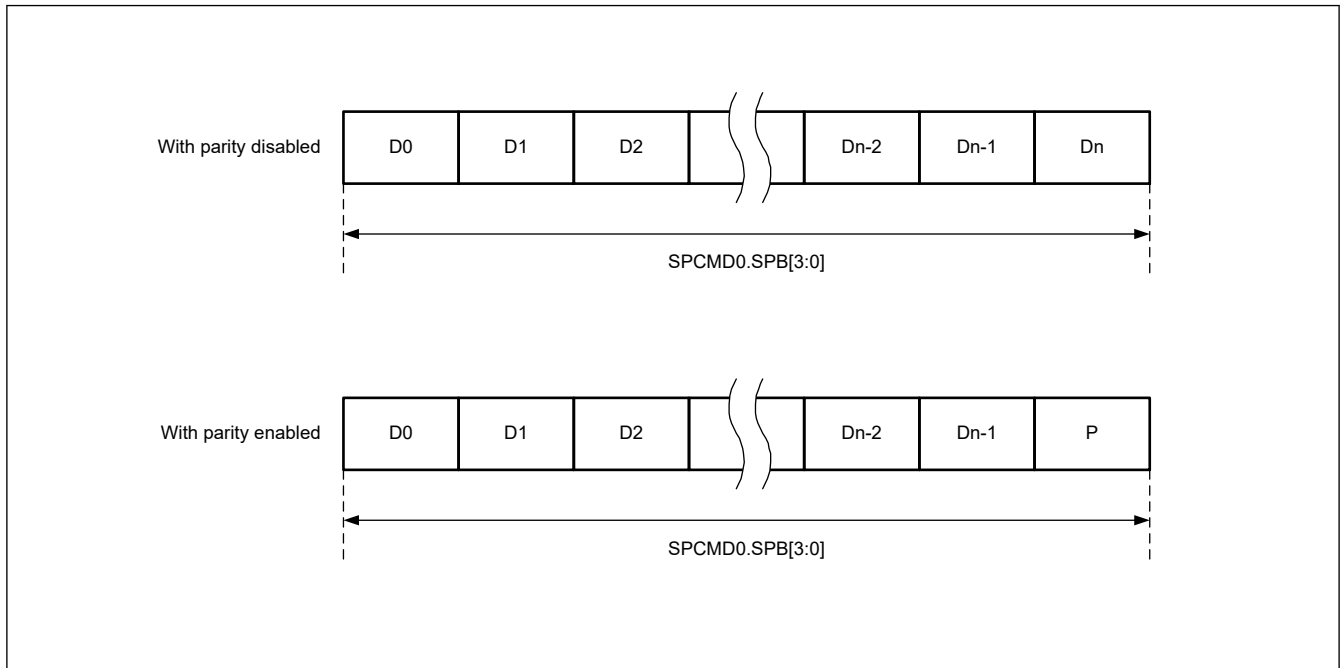 With parity disabled D0 D1 D2 Dn-2 Dn-1 Dn
SPCMD0.SPB[3:0]
With parity enabled D0 D1 D2 Dn-2 Dn-1 P
SPCMD0.SPB[3:0]